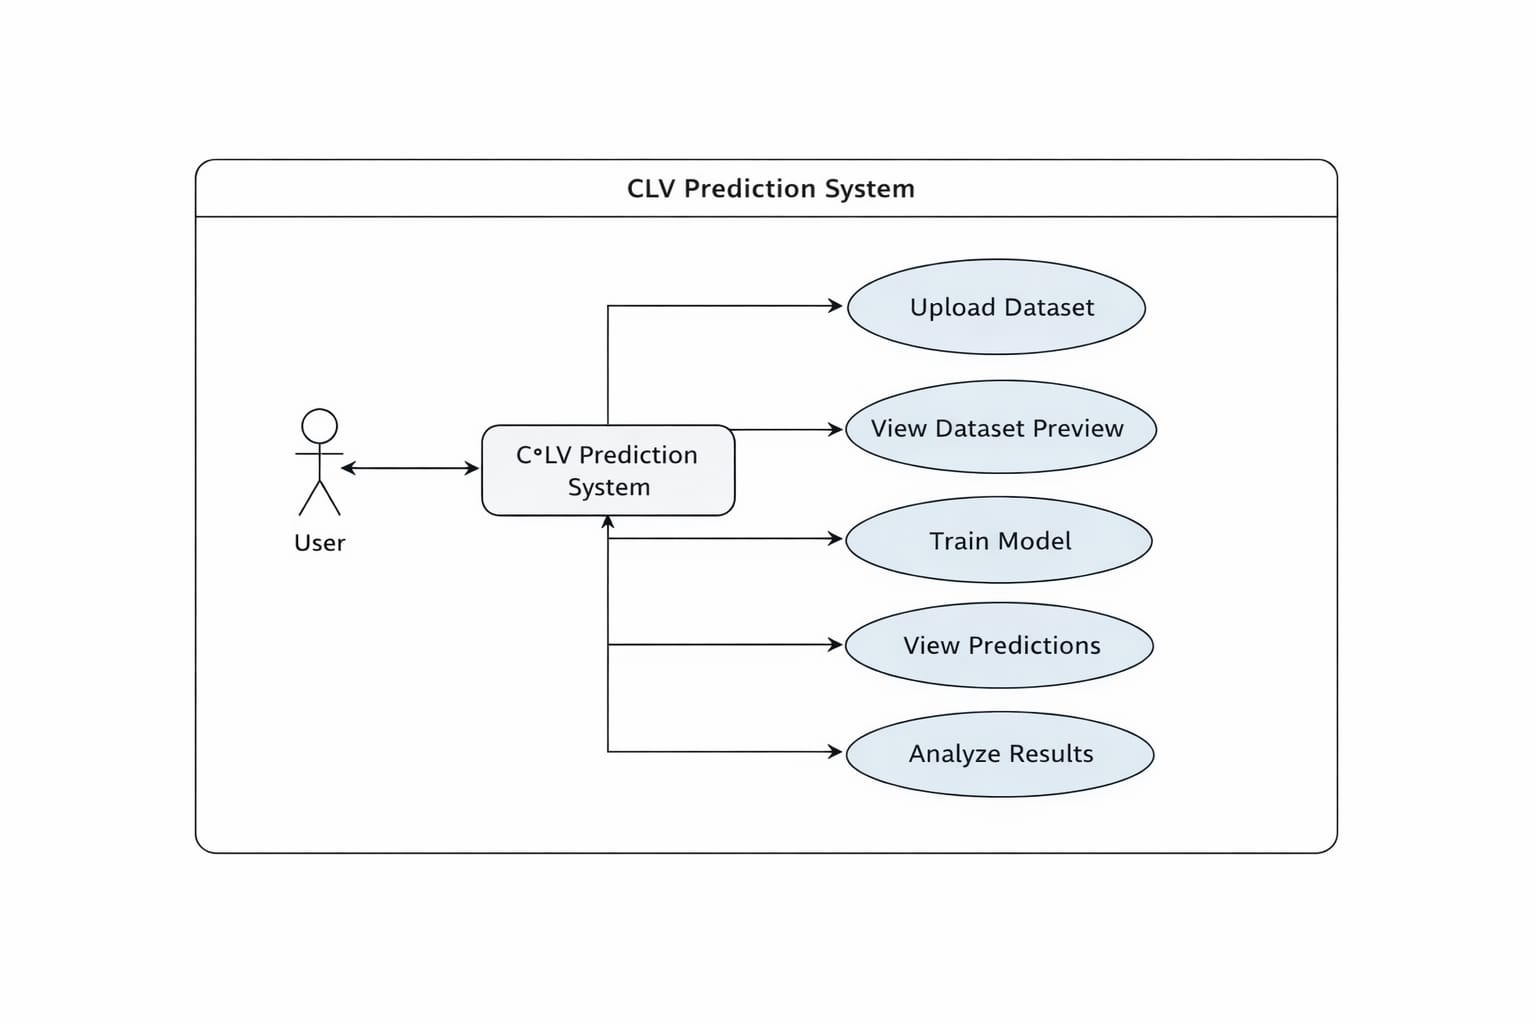 CLV Prediction System
Upload Dataset
View Dataset Preview
C°LV Prediction
System
User
Train Model
View Predictions
Analyze Results